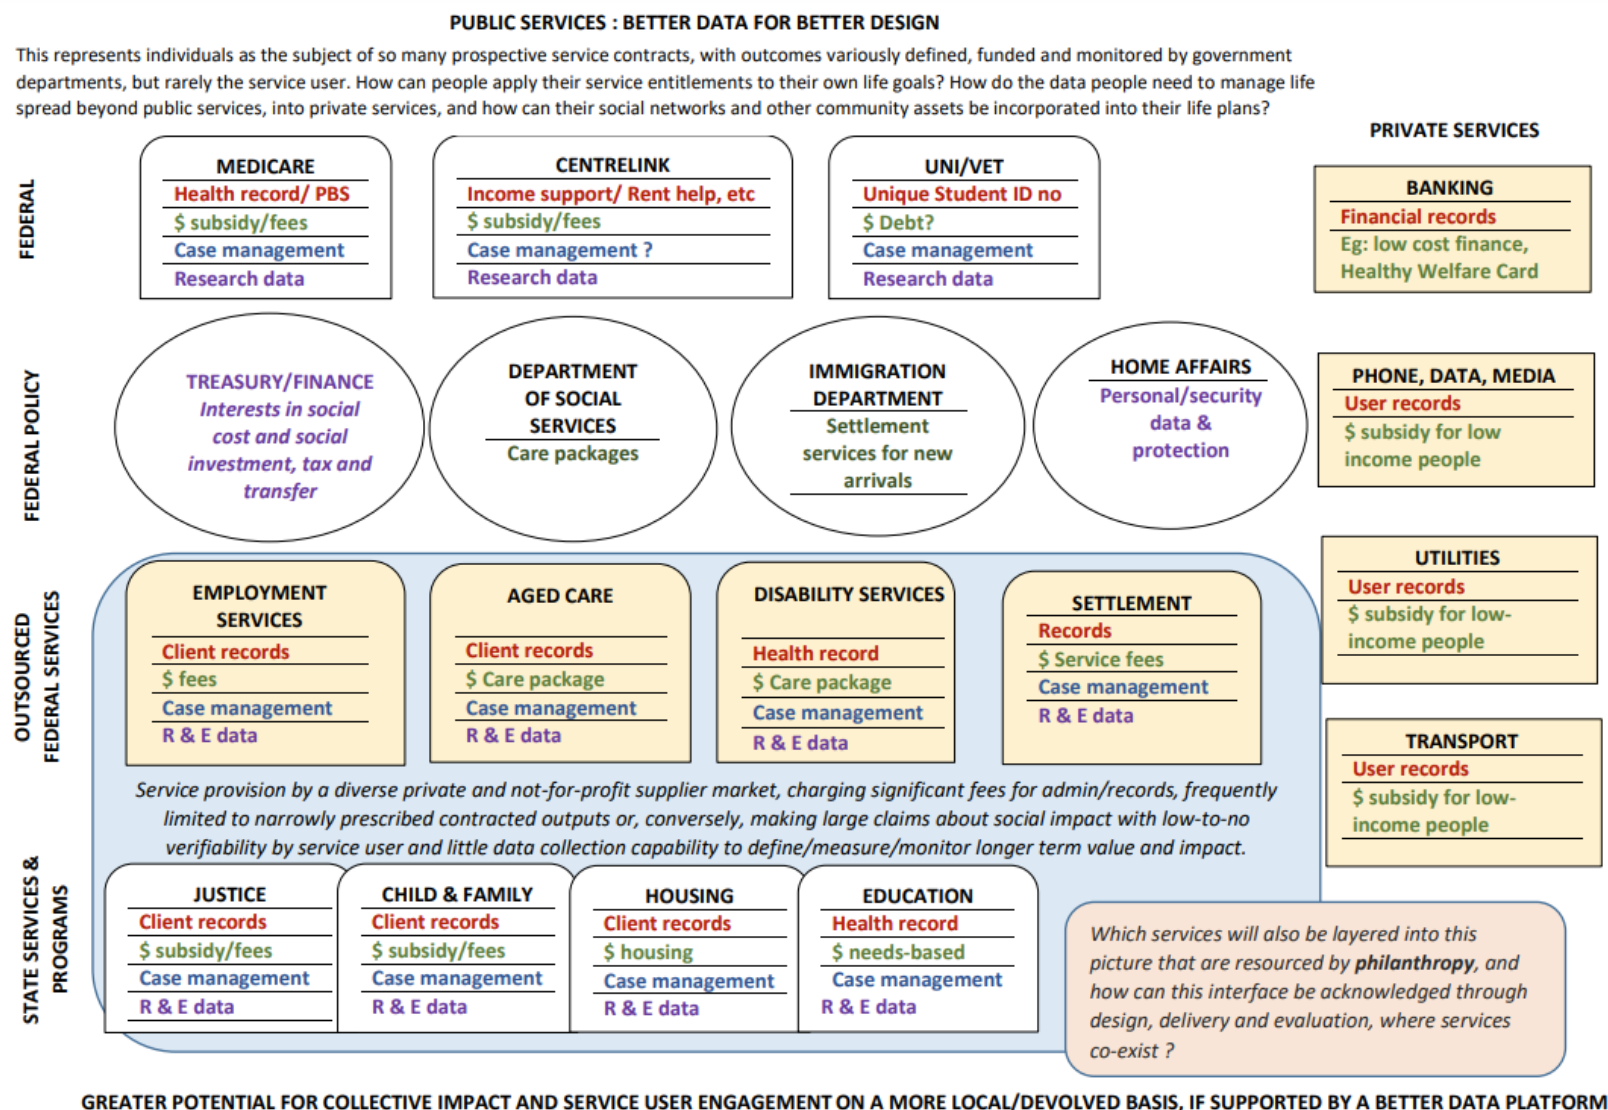 PUBLIC SERVICES : BETTER DATA FOR BETTER DESIGN
This represents individuals as the subject of so many prospective service contracts, with outcomes variously defined, funded and monitored by government
departments, but rarely the service user. How can people apply their service entitlements to their own life goals? How do the data people need to manage life
spread beyond public services, into private services, and how can their social networks and other community assets be incorporated into their life plans?
PRIVATE SERVICES
FEDERAL
MEDICARE
Health record/ PBS
$ subsidy/fees
Case management
Research data
CENTRELINK
Income support/ Rent help, etc
$ subsidy/fees
Case management ?
Research data
UNI/VET
Unique Student ID no
$ Debt?
Case management
Research data
BANKING
Financial records
Eg: low cost finance,
Healthy Welfare Card
FEDERAL POLICY
TREASURY/FINANCE
Interests in social
cost and social
investment, tax and
transfer
DEPARTMENT
OF SOCIAL
SERVICES
Care packages
IMMIGRATION
DEPARTMENT
Settlement
services for new
arrivals
HOME AFFAIRS
Personal/security
data &
protection
PHONE, DATA, MEDIA
User records
$ subsidy for low
income people
OUTSOURCED
FEDERAL SERVICES
EMPLOYMENT
SERVICES
Client records
$ fees
Case management
R & E data
AGED CARE
Client records
$ Care package
Case management
R & E data
DISABILITY SERVICES
Health record
$ Care package
Case management
R & E data
SETTLEMENT
Records
$ Service fees
Case management
R & E data
UTILITIES
User records
$ subsidy for low-
income people
TRANSPORT
User records
$ subsidy for low-
income people
Service provision by a diverse private and not-for-profit supplier market, charging significant fees for admin/records, frequently
limited to narrowly prescribed contracted outputs or, conversely, making large claims about social impact with low-to-no
verifiability by service user and little data collection capability to define/measure/monitor longer term value and impact.
STATE SERVICES &
PROGRAMS
JUSTICE
Client records
$ subsidy/fees
Case management
R & E data
CHILD & FAMILY
Client records
$ subsidy/fees
Case management
R & E data
HOUSING
Client records
$ housing
Case management
R & E data
EDUCATION
Health record
$ needs-based
Case management
R & E data
Which services will also be layered into this
picture that are resourced by philanthropy, and
how can this interface be acknowledged through
design, delivery and evaluation, where services
co-exist ?
GREATER POTENTIAL FOR COLLECTIVE IMPACT AND SERVICE USER ENGAGEMENT ON A MORE LOCAL/DEVOLVED BASIS, IF SUPPORTED BY A BETTER DATA PLATFORM